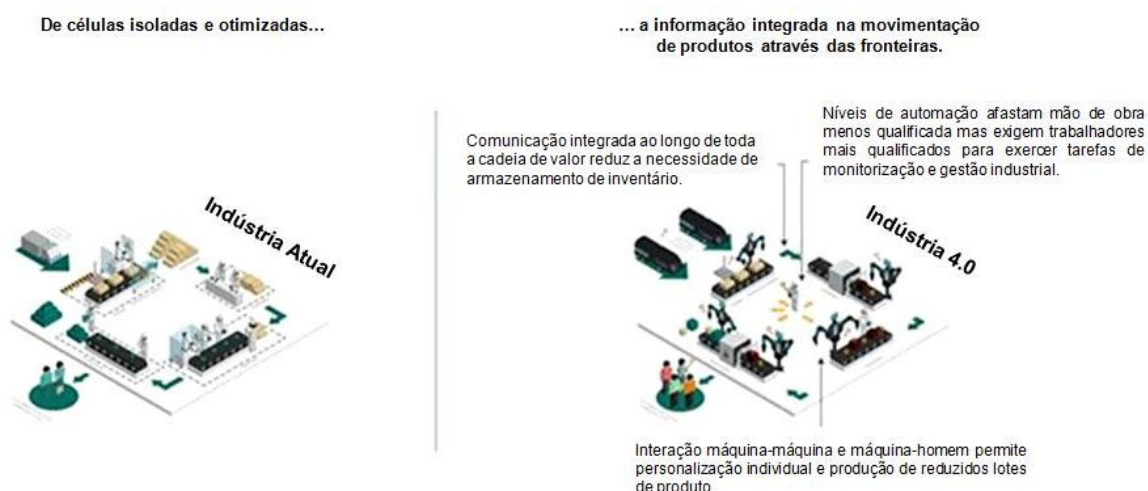 De células isoladas e otimizadas…
… a informação integrada na movimentação
de produtos através das fronteiras.
Comunicação integrada ao longo de toda
a cadeia de valor reduz a necessidade de
armazenamento de inventário.
Níveis de automação afastam mão de obra
menos qualificada mas exigem trabalhadores
mais qualificados para exercer tarefas de
monitorização e gestão industrial.
Indústria Atual
Indústria 4.0
Interação máquina-máquina e máquina-homem permite
personalização individual e produção de reduzidos lotes
de produto